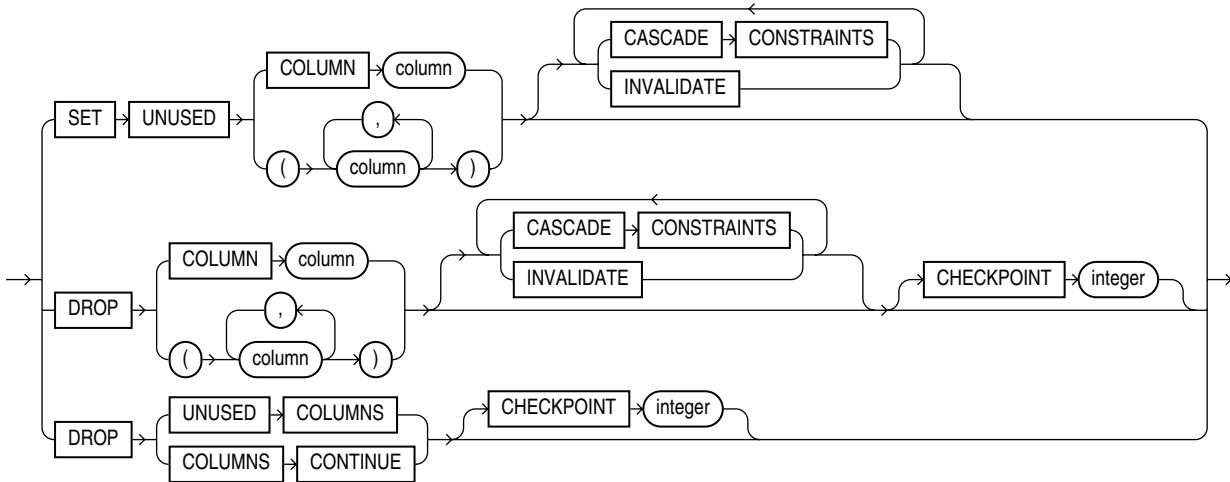 CASCADE CONSTRAINTS
COLUMN column
INVALIDATE
SET UNUSED
,
( column )
CASCADE CONSTRAINTS
COLUMN column
INVALIDATE
CHECKPOINT integer
DROP
,
( column )
UNUSED COLUMNS
CHECKPOINT integer
DROP
COLUMNS CONTINUE